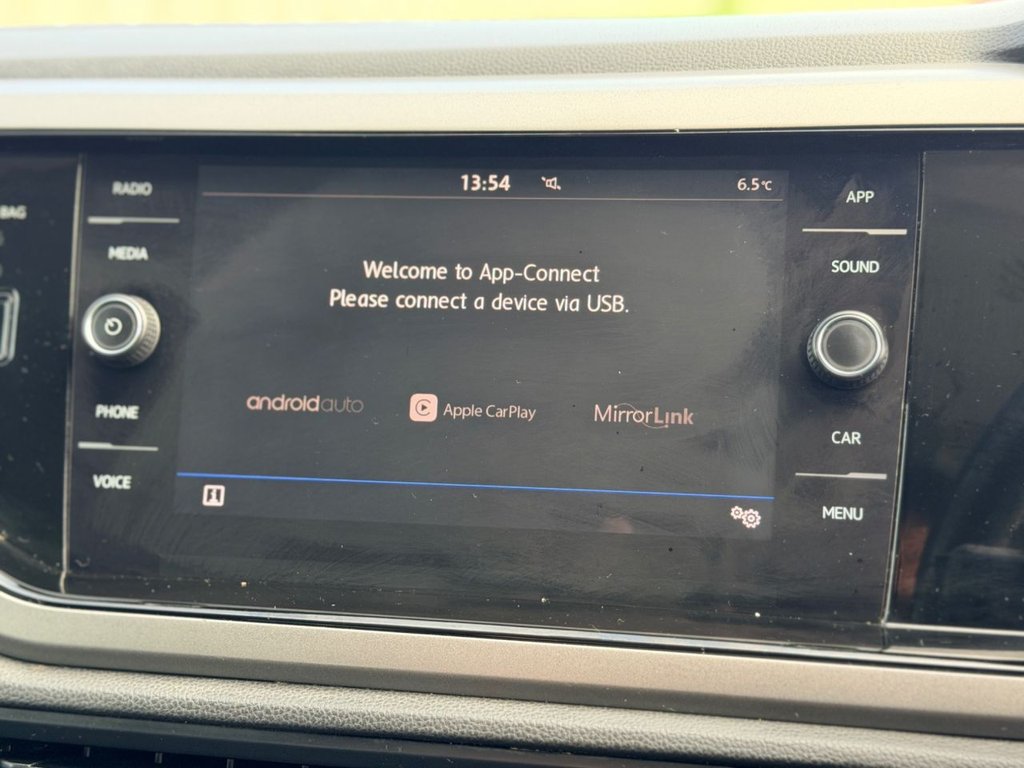 BAG
RADIO
MEDIA
PHONE
VOICE
13:54
6.5°C
Welcome to App-Connect
Please connect a device via USB.
androidauto
Apple CarPlay
MirrorLink
APP
SOUND
CAR
MENU